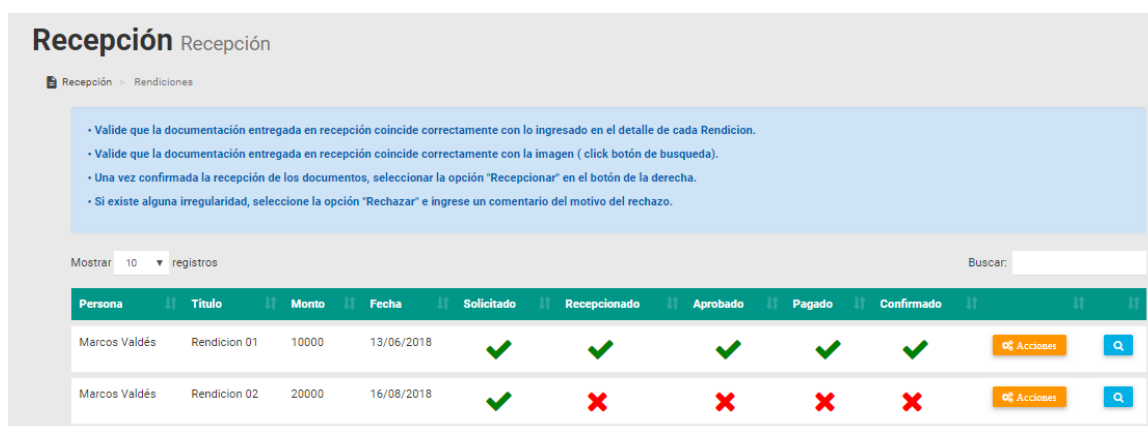 Recepción Recepción
Recepción > Rendiciones
• Valide que la documentación entregada en recepción coincide correctamente con lo ingresado en el detalle de cada Rendicion.
• Valide que la documentación entregada en recepción coincide correctamente con la imagen ( click botón de busqueda).
• Una vez confirmada la recepción de los documentos, seleccionar la opción "Recepcionar" en el botón de la derecha.
• Si existe alguna irregularidad, seleccione la opción "Rechazar" e ingrese un comentario del motivo del rechazo.
Mostrar 10 registros Buscar:
Persona Titulo Monto Fecha Solicitado Recepcionado Aprobado Pagado Confirmado
Marcos Valdés Rendicion 01 10000 13/06/2018 Acciones
Marcos Valdés Rendicion 02 20000 16/08/2018 Acciones